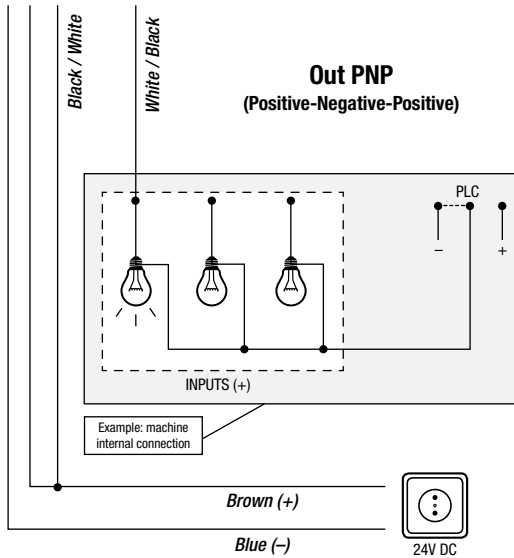 Black / White
White / Black
Out PNP
(Positive-Negative-Positive)
PLC
–
+
INPUTS (+)
Example: machine
internal connection
Brown (+)
Blue (–)
24V DC